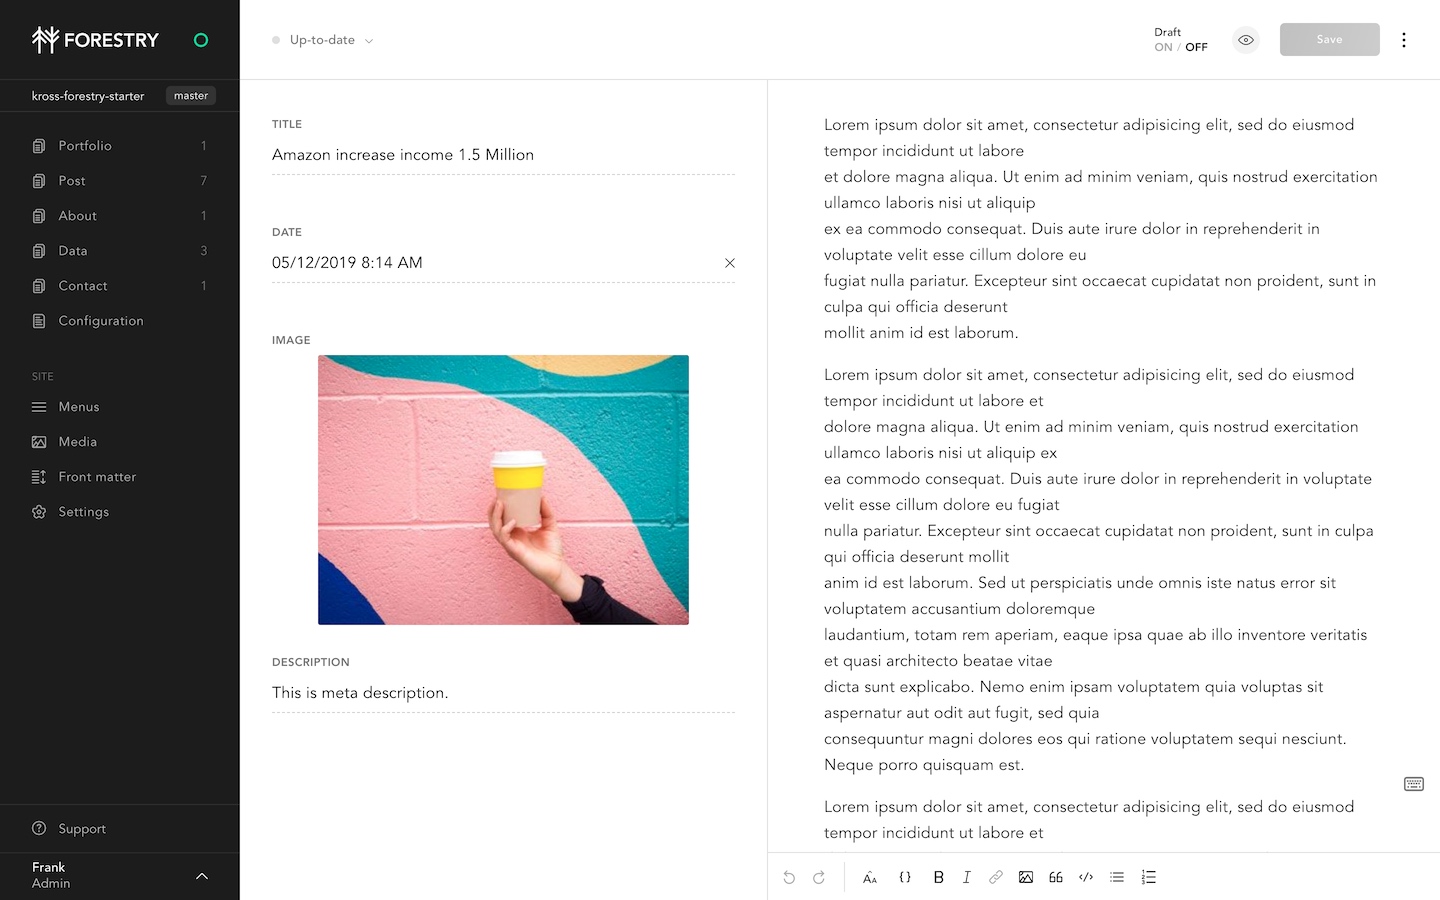 FORESTRY
kross-forestry-starter master
Portfolio 1
Post 7
About 1
Data 3
Contact 1
Configuration
SITE
Menus
Media
Front matter
Settings
Support
Frank
Admin
Up-to-date
Draft
ON / OFF
Save
TITLE
Amazon increase income 1.5 Million
DATE
05/12/2019 8:14 AM
IMAGE
DESCRIPTION
This is meta description.
Lorem ipsum dolor sit amet, consectetur adipisicing elit, sed do eiusmod
tempor incididunt ut labore
et dolore magna aliqua. Ut enim ad minim veniam, quis nostrud exercitation
ullamco laboris nisi ut aliquip
ex ea commodo consequat. Duis aute irure dolor in reprehenderit in
voluptate velit esse cillum dolore eu
fugiat nulla pariatur. Excepteur sint occaecat cupidatat non proident, sunt in
culpa qui officia deserunt
mollit anim id est laborum.
Lorem ipsum dolor sit amet, consectetur adipisicing elit, sed do eiusmod
tempor incididunt ut labore et
dolore magna aliqua. Ut enim ad minim veniam, quis nostrud exercitation
ullamco laboris nisi ut aliquip ex
ea commodo consequat. Duis aute irure dolor in reprehenderit in voluptate
velit esse cillum dolore eu fugiat
nulla pariatur. Excepteur sint occaecat cupidatat non proident, sunt in culpa
qui officia deserunt mollit
anim id est laborum. Sed ut perspiciatis unde omnis iste natus error sit
voluptatem accusantium doloremque
laudantium, totam rem aperiam, eaque ipsa quae ab illo inventore veritatis
et quasi architecto beatae vitae
dicta sunt explicabo. Nemo enim ipsam voluptatem quia voluptas sit
aspernatur aut odit aut fugit, sed quia
consequuntur magni dolores eos qui ratione voluptatem sequi nesciunt.
Neque porro quisquam est.
Lorem ipsum dolor sit amet, consectetur adipisicing elit, sed do eiusmod
tempor incididunt ut labore et